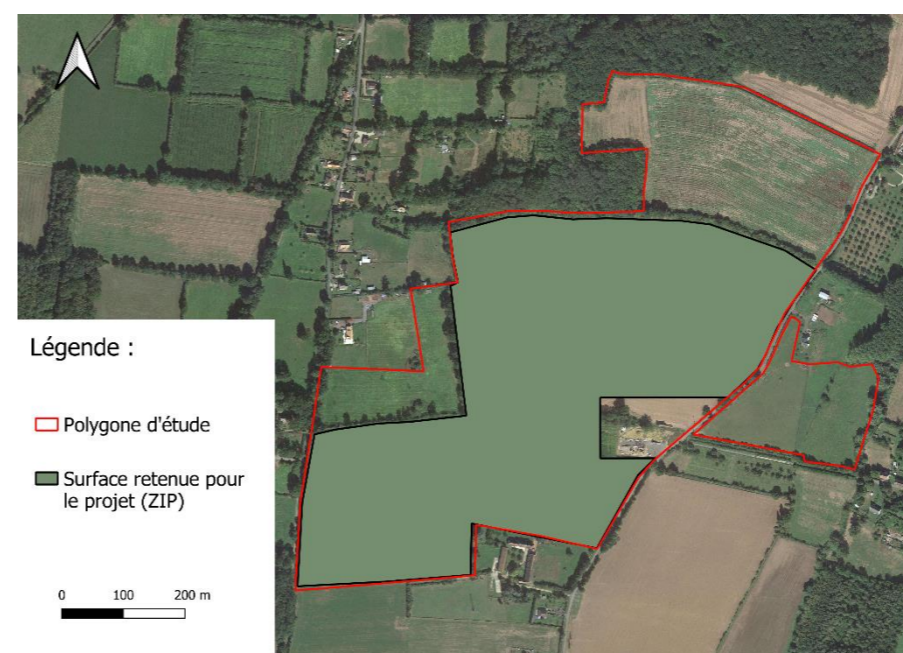 Légende :
Polygone d'étude
Surface retenue pour
le projet (ZIP)
0 100 200 m